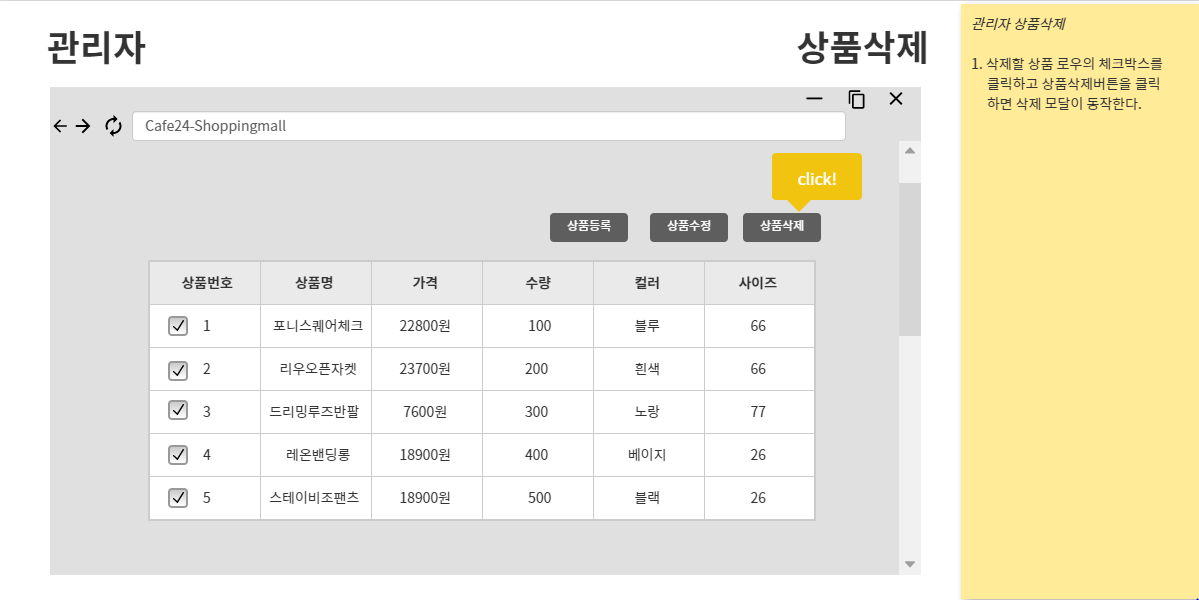 관리자
상품삭제
Cafe24-Shoppingmall
click!
상품등록 상품수정 상품삭제
상품번호 상품명 가격 수량 컬러 사이즈
1 포니스퀘어체크 22800원 100 블루 66
2 리우오픈자켓 23700원 200 흰색 66
3 드리밍루즈반팔 7600원 300 노랑 77
4 레온밴딩롱 18900원 400 베이지 26
5 스테이비조팬츠 18900원 500 블랙 26
관리자 상품삭제
1. 삭제할 상품 로우의 체크박스를
클릭하고 상품삭제버튼을 클릭
하면 삭제 모달이 동작한다.